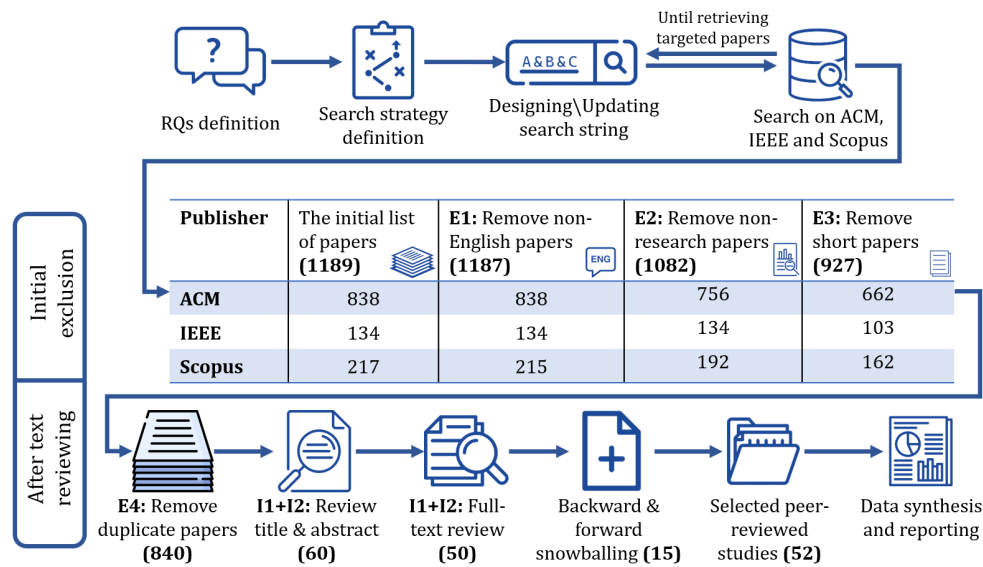 ?
RQs definition
Search strategy
definition
A&B&C
Designing\Updating
search string
Until retrieving
targeted papers
Search on ACM,
IEEE and Scopus
Initial
exclusion
Publisher
The initial list
of papers
(1189)
E1: Remove non-
English papers
(1187)
ENG
E2: Remove non-
research papers
(1082)
E3: Remove
short papers
(927)
ACM 838 838 756 662
IEEE 134 134 134 103
Scopus 217 215 192 162
After text
reviewing
E4: Remove
duplicate papers
(840)
I1+I2: Review
title & abstract
(60)
I1+I2: Full-
text review
(50)
Backward &
forward
snowballing (15)
Selected peer-
reviewed
studies (52)
Data synthesis
and reporting